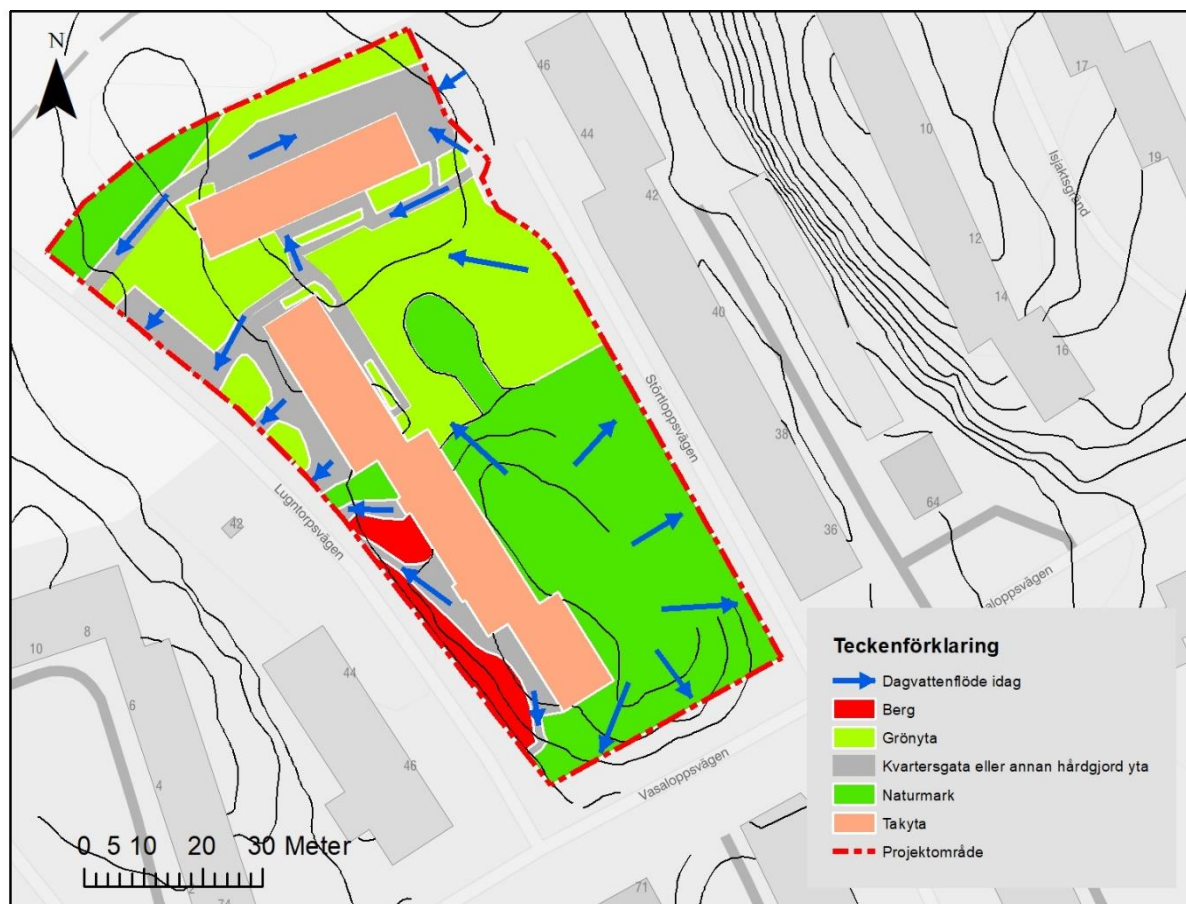 N
46
44
42
40
38
36
10
17
19
Isjaktsgränd
12
14
16
64
Störtloppsvägen
Lugntorpsvägen
42
44
46
10
8
6
4
2
74
71
Vasaloppsvägen
aloppsvägen
0 5 10 20 30 Meter
Teckenförklaring
Dagvattenflöde idag
Berg
Grönyta
Kvartersgata eller annan hårdgjord yta
Naturmark
Takyta
Projektområde